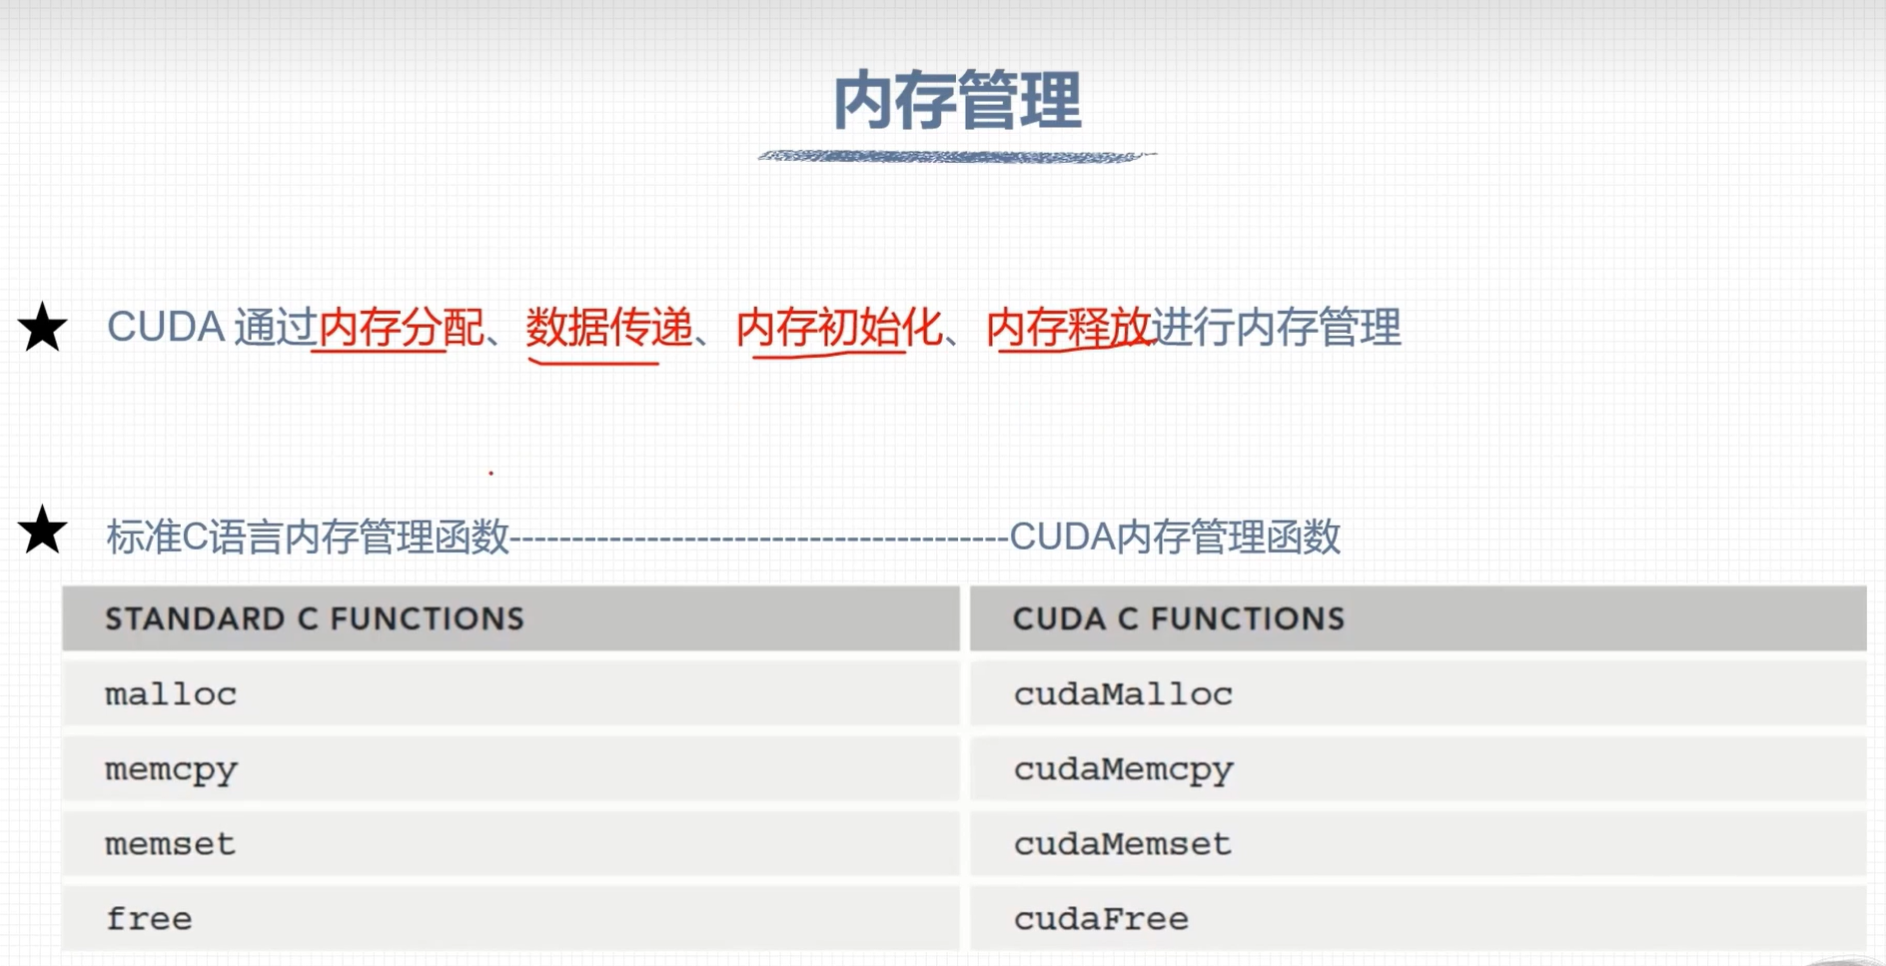 内存管理
★ CUDA 通过内存分配、数据传递、内存初始化、内存释放进行内存管理
★ 标准C语言内存管理函数----------------------------------------CUDA内存管理函数
STANDARD C FUNCTIONS CUDA C FUNCTIONS
malloc cudaMalloc
memcpy cudaMemcpy
memset cudaMemset
free cudaFree